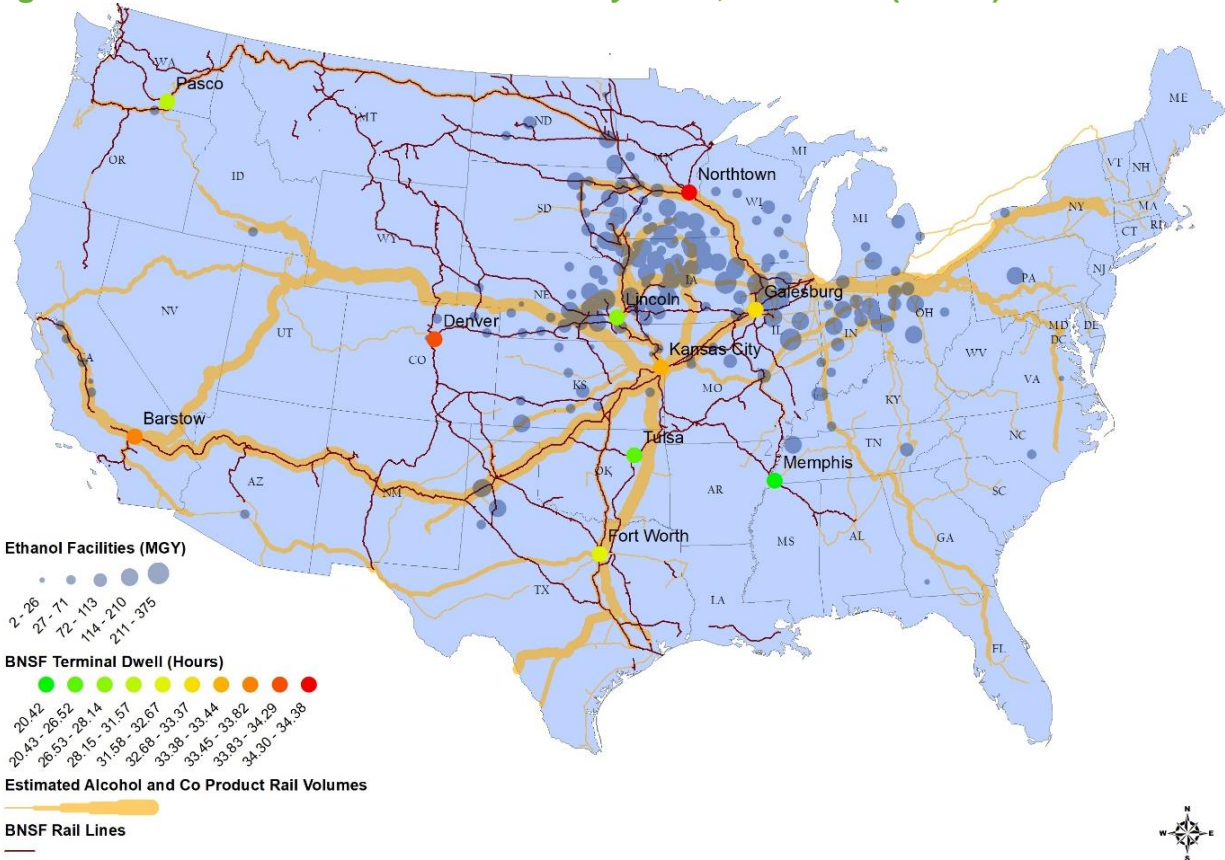 WA
Pasco
ME
MT
ND
MN
VT
NH
OR
ID
MI
Northtown
WI
SD
MI
NY
MA
CT
RI
WY
IA
PA
NJ
NE
Lincoln
Galesburg
NV
UT
Denver
IL
IN
OH
MD
DE
DC
CO
Kansas City
WV
CA
KS
MO
VA
KY
Barstow
Tulsa
NC
TN
Memphis
AZ
NM
OK
AR
SC
Fort Worth
MS
AL
GA
TX
LA
FL
Ethanol Facilities (MGY)
2 - 26
27 - 71
72 - 113
114 - 210
211 - 375
BNSF Terminal Dwell (Hours)
20.42
20.43 - 26.52
26.53 - 28.14
28.15 - 31.57
31.58 - 32.67
32.68 - 33.37
33.38 - 33.44
33.45 - 33.82
33.83 - 34.29
34.30 - 34.38
Estimated Alcohol and Co Product Rail Volumes
BNSF Rail Lines
N
W E
S